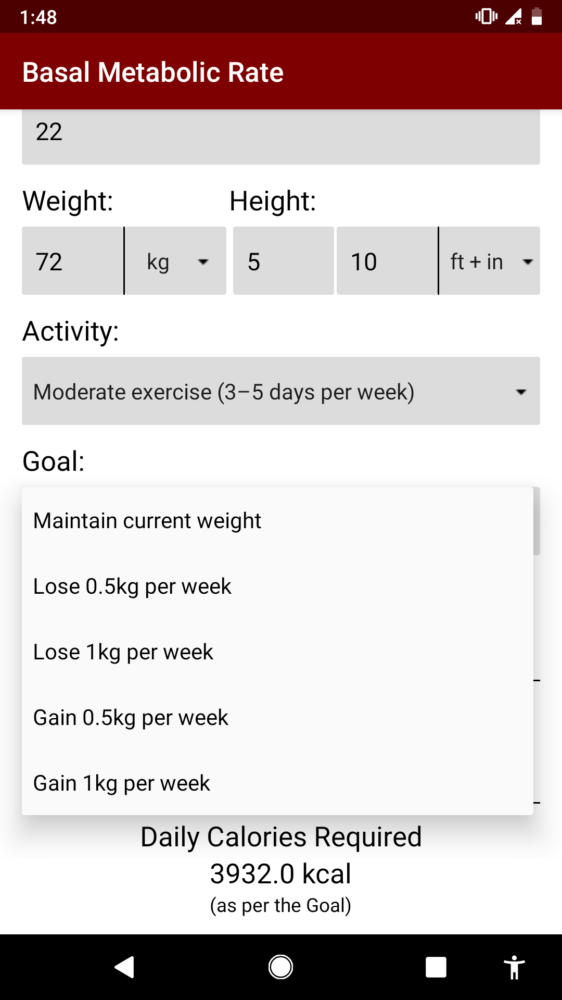 1:48
Basal Metabolic Rate
22
Weight: Height:
72 kg 5 10 ft + in
Activity:
Moderate exercise (3–5 days per week)
Goal:
Maintain current weight
Lose 0.5kg per week
Lose 1kg per week
Gain 0.5kg per week
Gain 1kg per week
Daily Calories Required
3932.0 kcal
(as per the Goal)